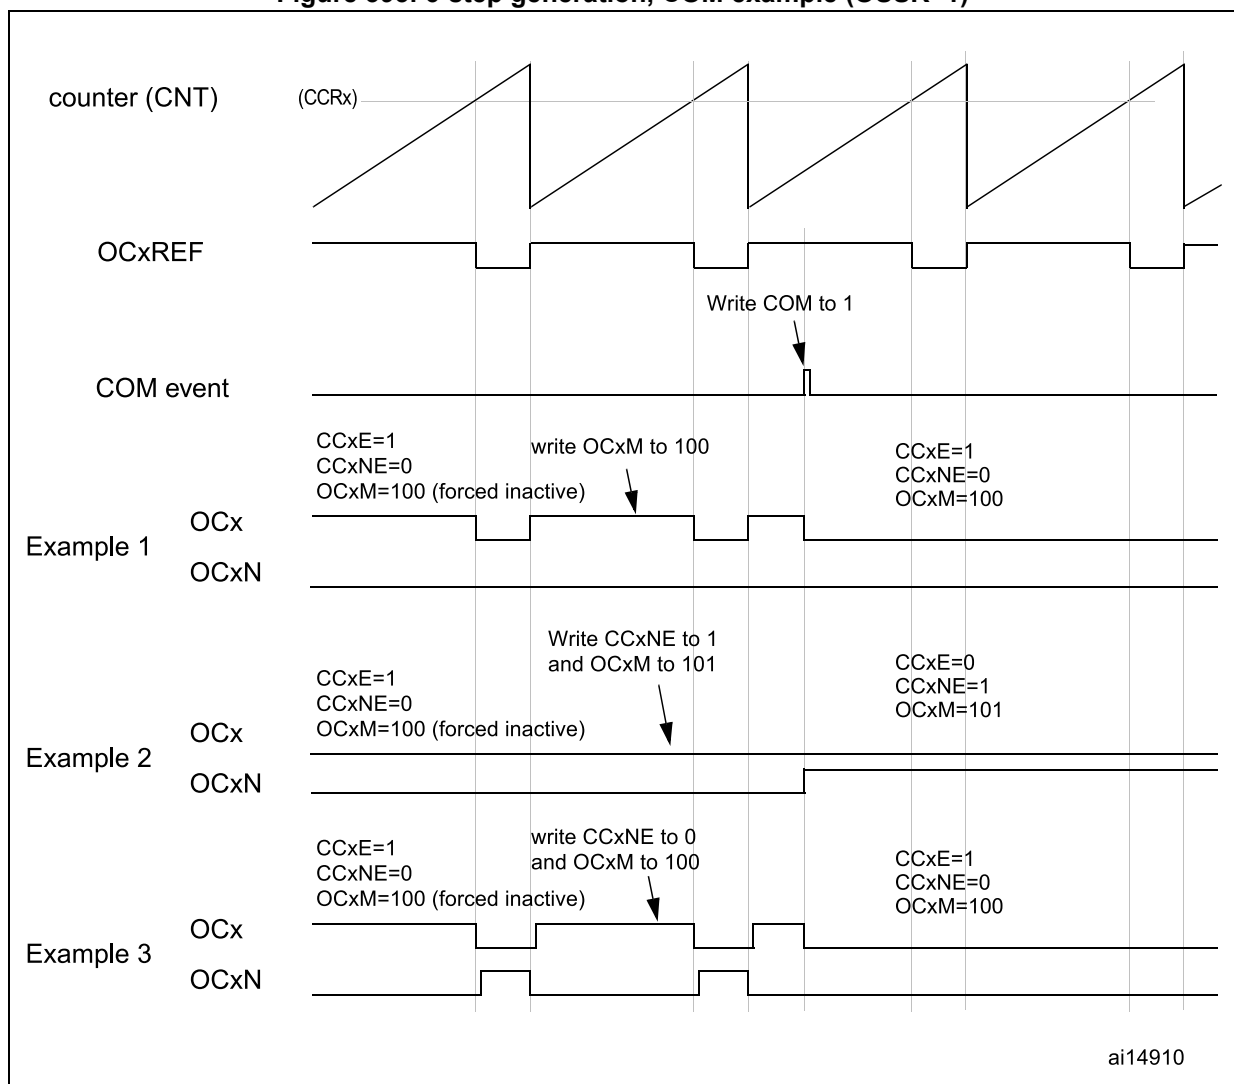 counter (CNT)
(CCRx)
OCxREF
Write COM to 1
COM event
CCxE=1
CCxNE=0
OCxM=100 (forced inactive)
write OCxM to 100
CCxE=1
CCxNE=0
OCxM=100
Example 1
OCx
OCxN
Write CCxNE to 1
and OCxM to 101
CCxE=1
CCxNE=0
OCxM=100 (forced inactive)
CCxE=0
CCxNE=1
OCxM=101
Example 2
OCx
OCxN
write CCxNE to 0
and OCxM to 100
CCxE=1
CCxNE=0
OCxM=100 (forced inactive)
CCxE=1
CCxNE=0
OCxM=100
Example 3
OCx
OCxN
ai14910